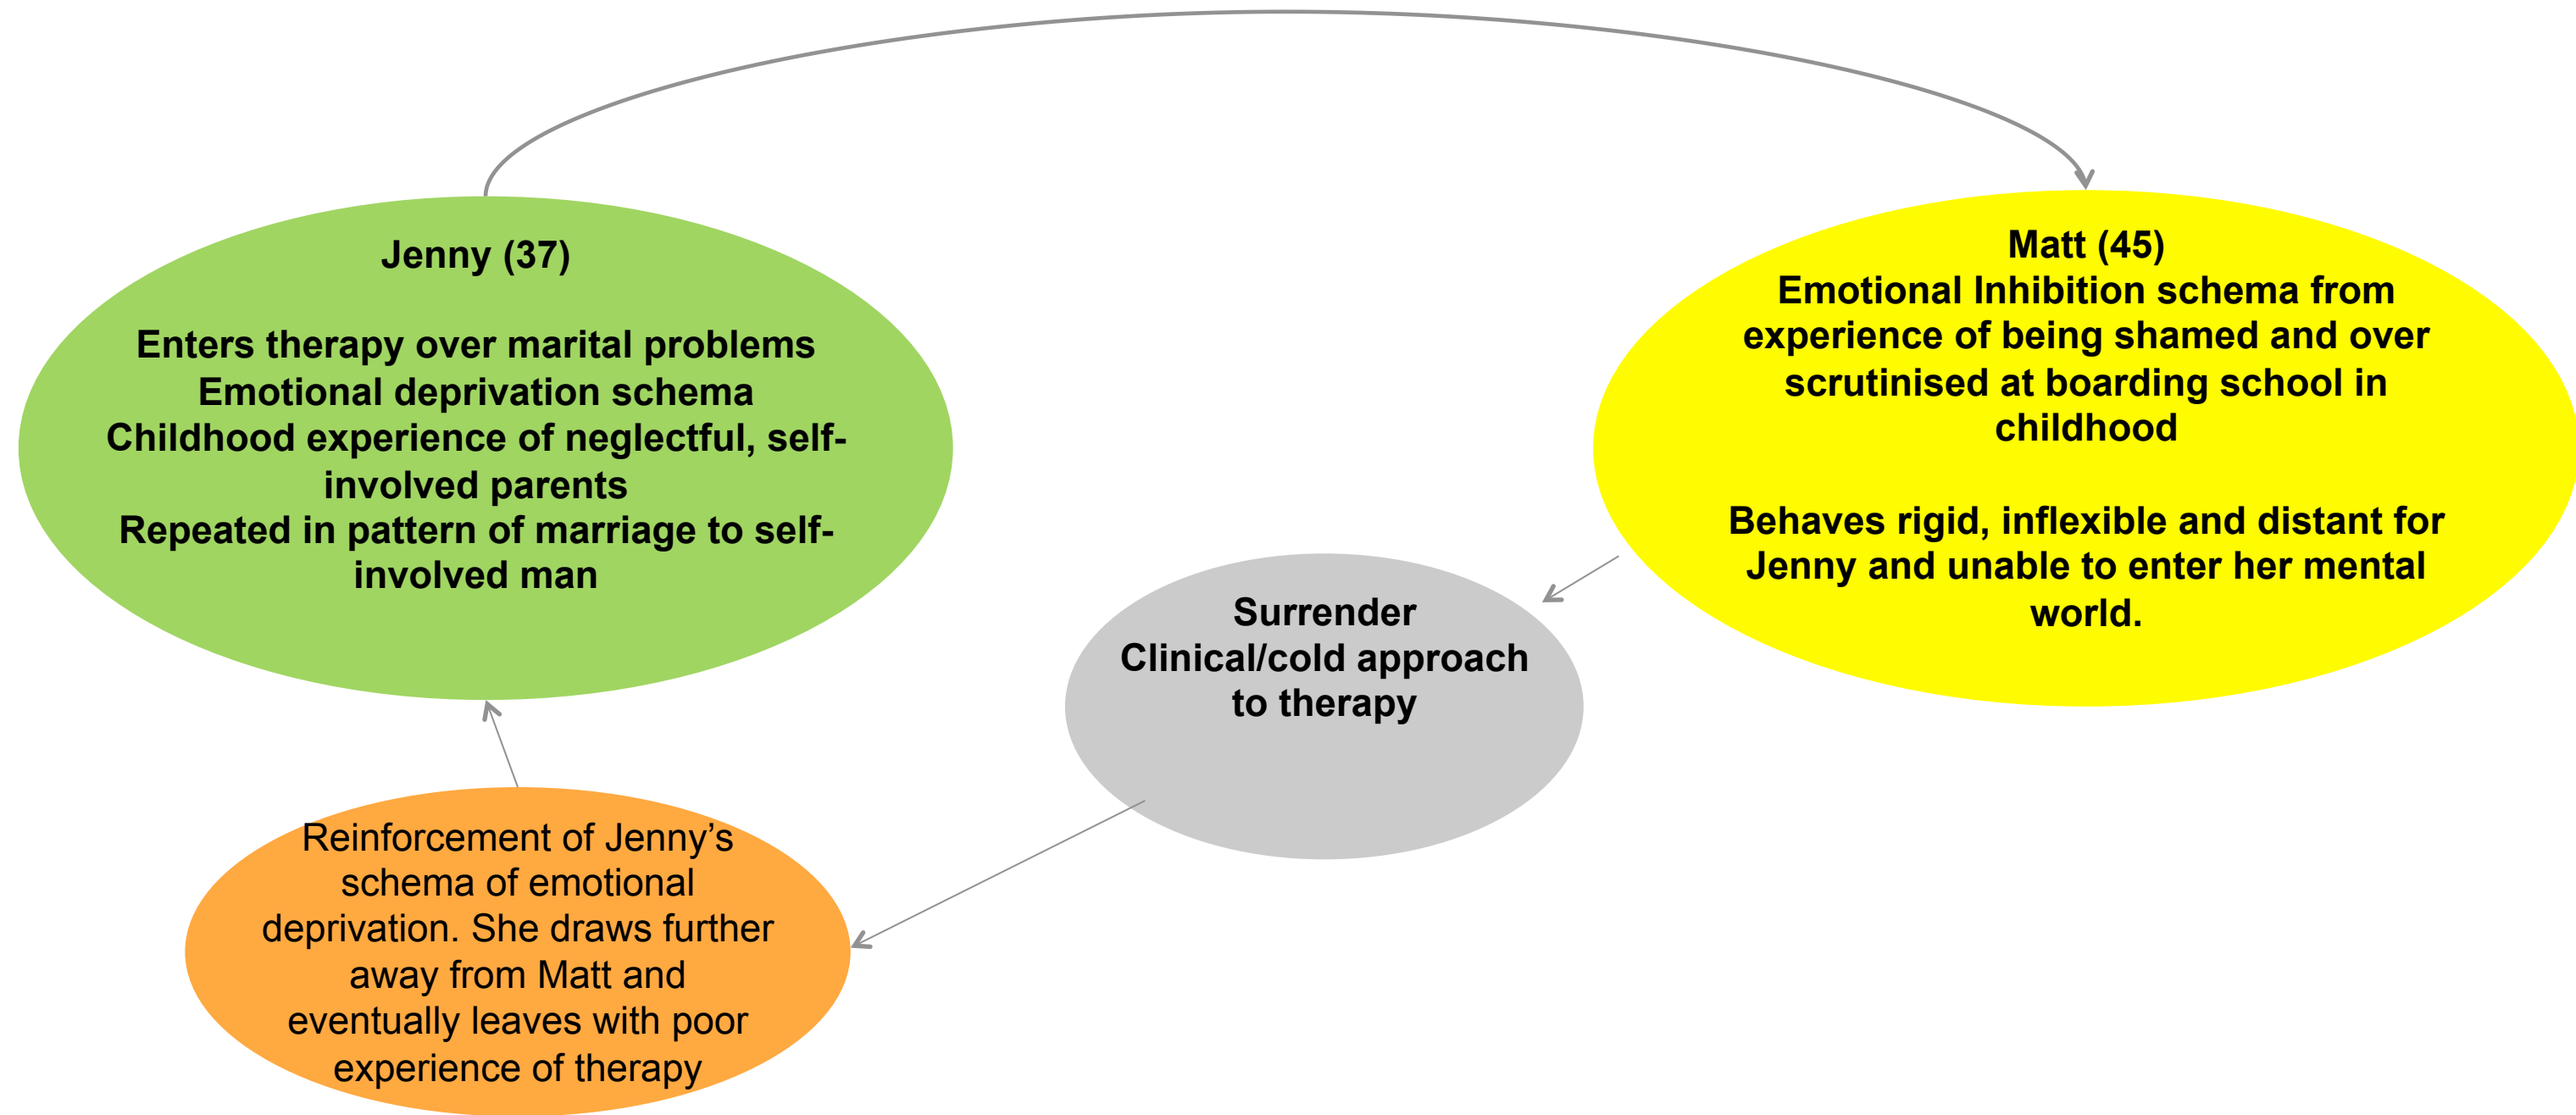 Jenny (37)
Enters therapy over marital problems
Emotional deprivation schema
Childhood experience of neglectful, self-
involved parents
Repeated in pattern of marriage to self-
involved man
Matt (45)
Emotional Inhibition schema from
experience of being shamed and over
scrutinised at boarding school in
childhood
Behaves rigid, inflexible and distant for
Jenny and unable to enter her mental
world.
Surrender
Clinical/cold approach
to therapy
Reinforcement of Jenny’s
schema of emotional
deprivation. She draws further
away from Matt and
eventually leaves with poor
experience of therapy